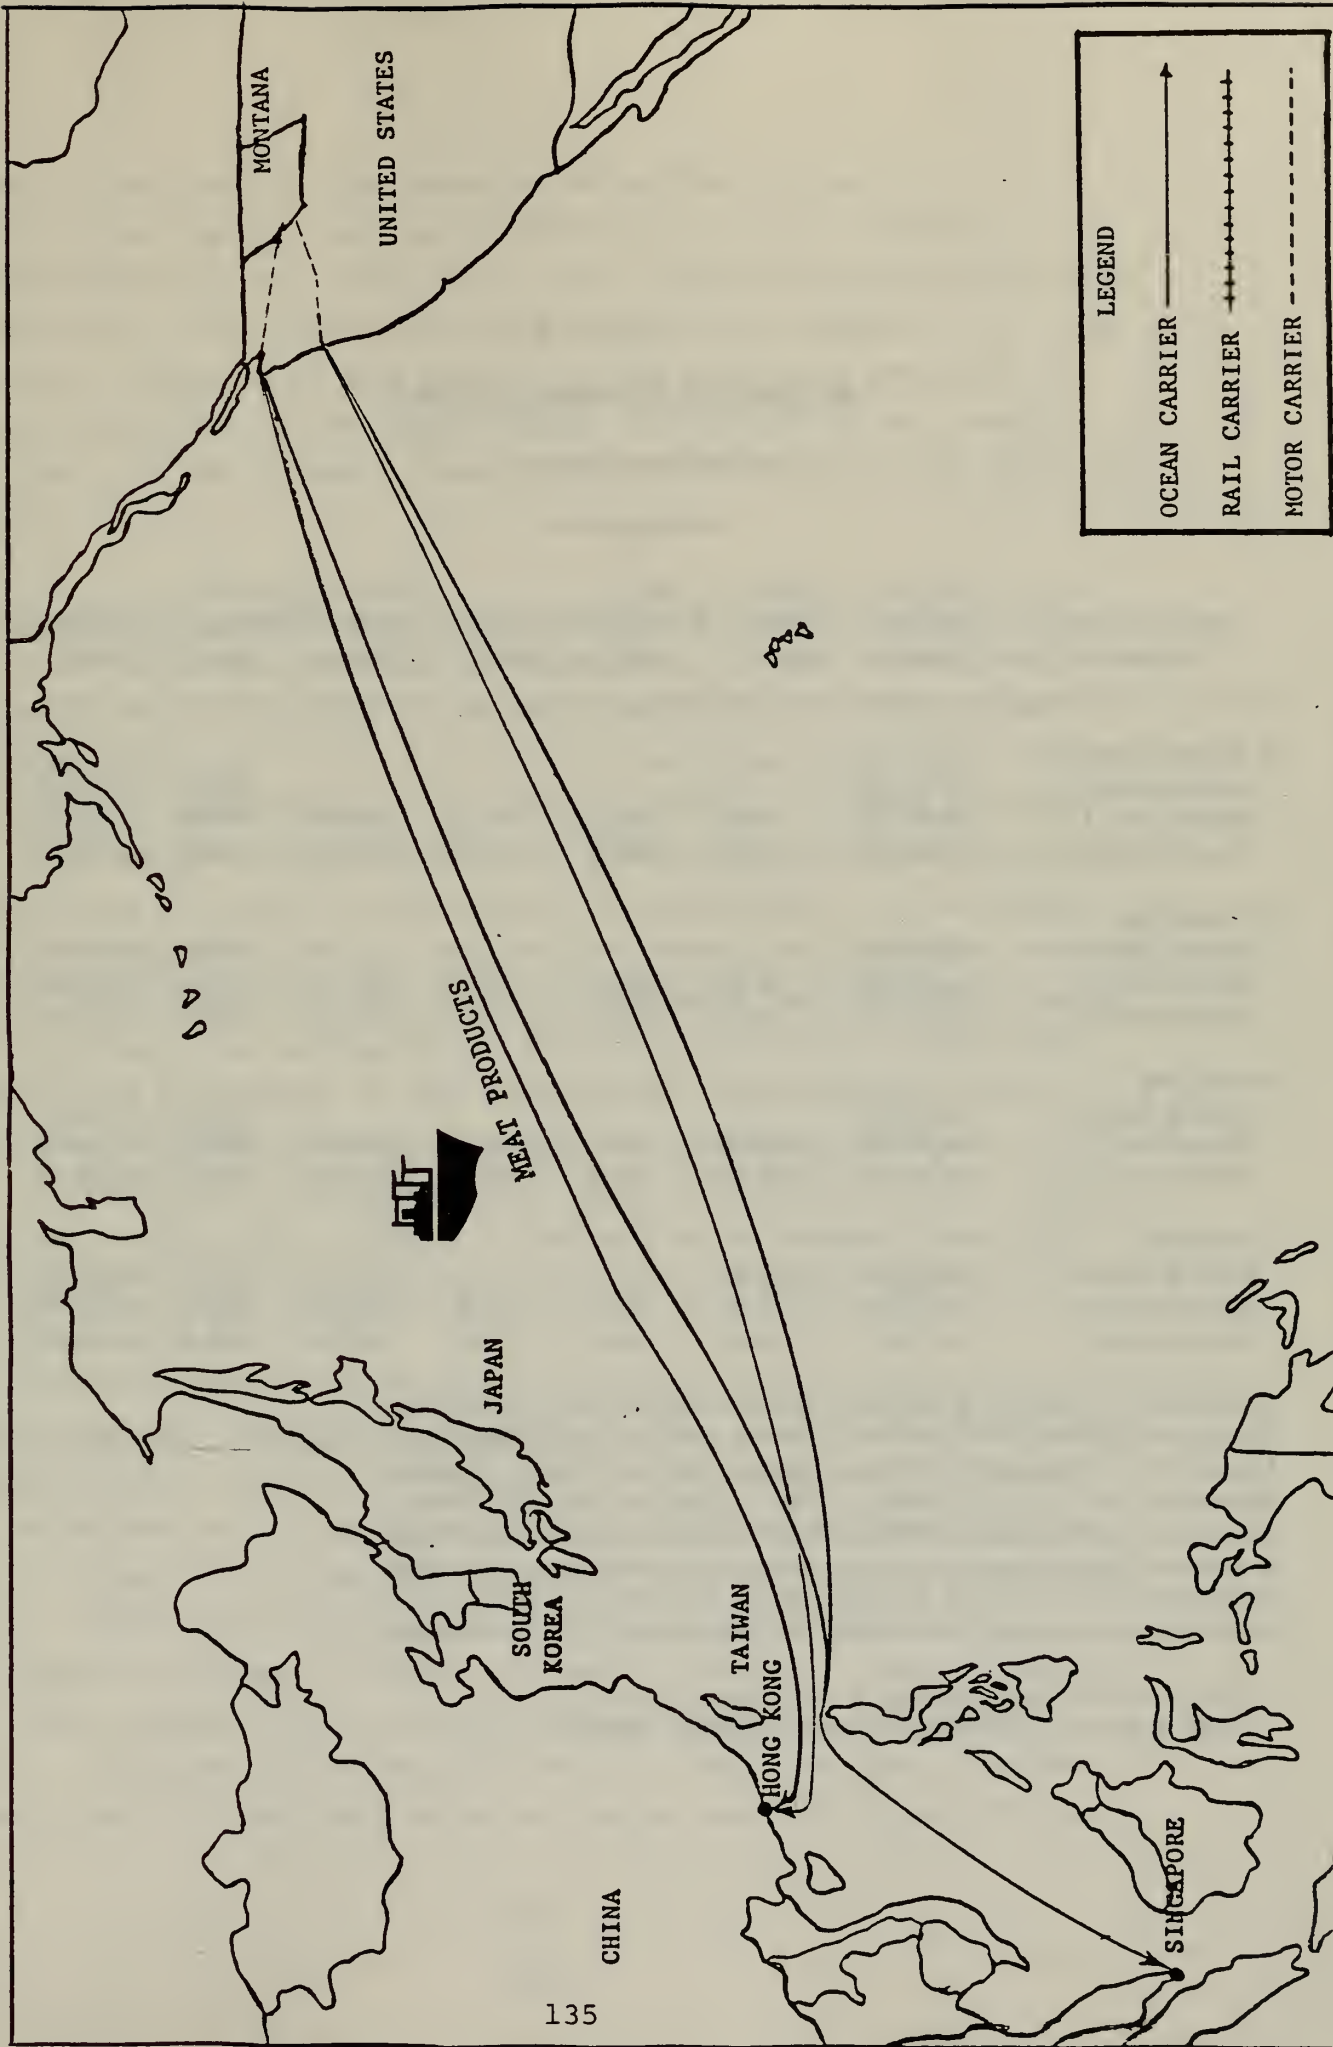 MONTANA
UNITED STATES
MEAT PRODUCTS
JAPAN
SOUTH
KOREA
TAIWAN
HONG KONG
CHINA
SINGAPORE
LEGEND
OCEAN CARRIER
RAIL CARRIER
MOTOR CARRIER
135